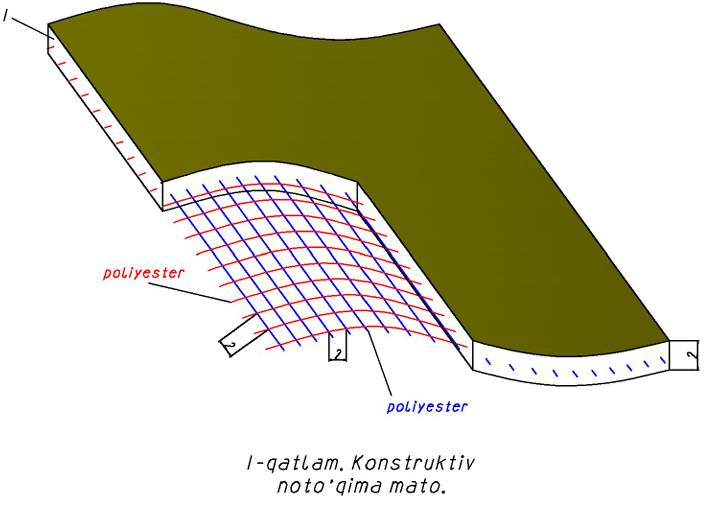 1
poliyester
2
2
2
poliyester
1-qatlam. Konstruktiv
noto'qima mato.